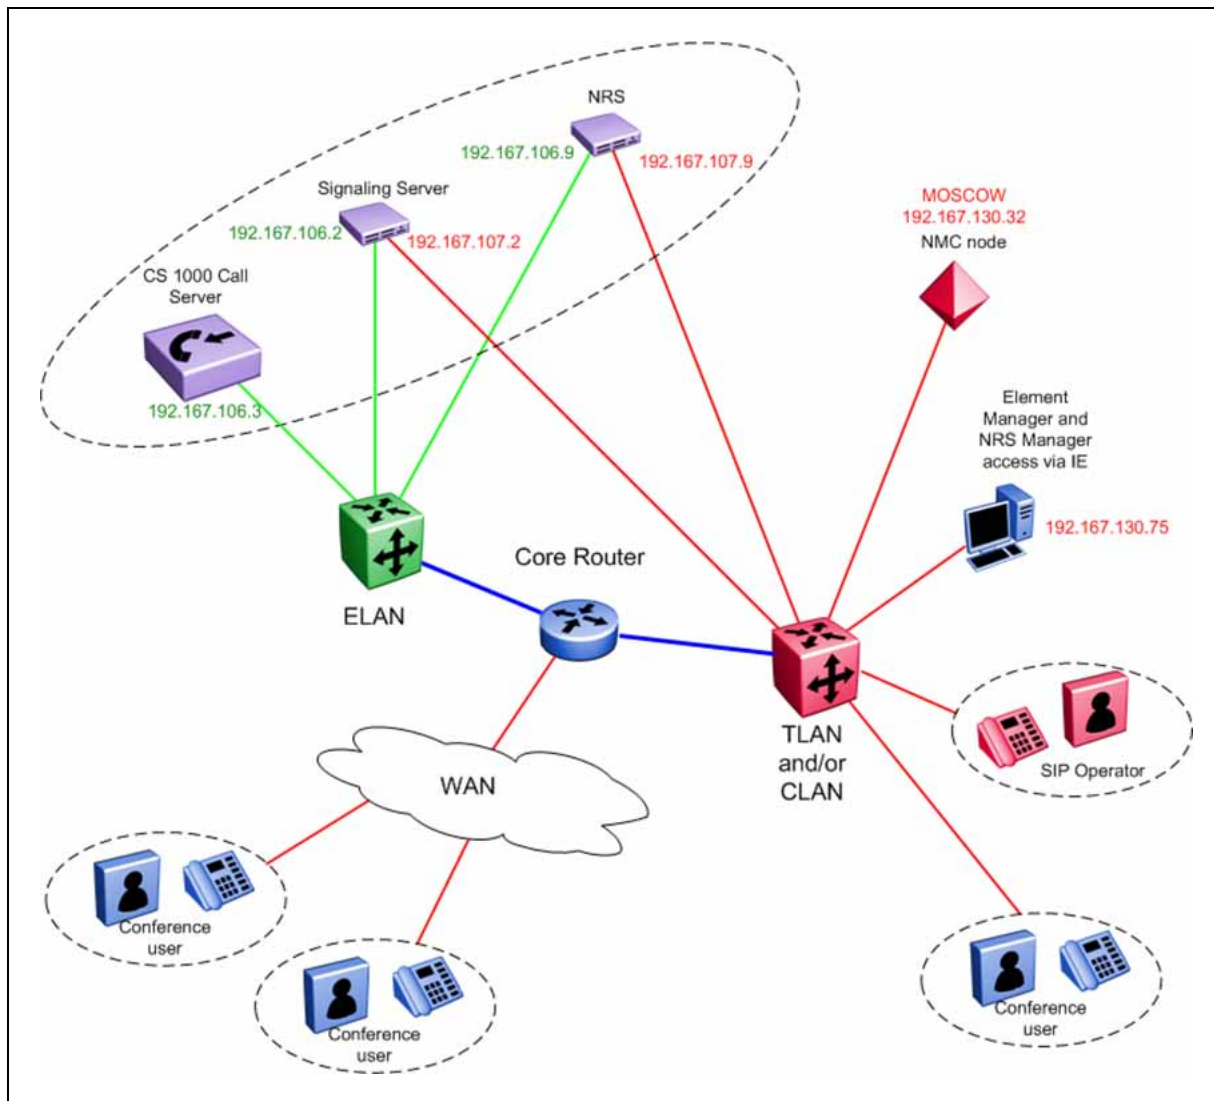 NRS
192.167.106.9
192.167.107.9
Signaling Server
192.167.106.2
192.167.107.2
MOSCOW
192.167.130.32
NMC node
CS 1000 Call
Server
192.167.106.3
Element
Manager and
NRS Manager
access via IE
192.167.130.75
Core Router
ELAN
TLAN
and/or
CLAN
SIP Operator
WAN
Conference
user
Conference
user
Conference
user